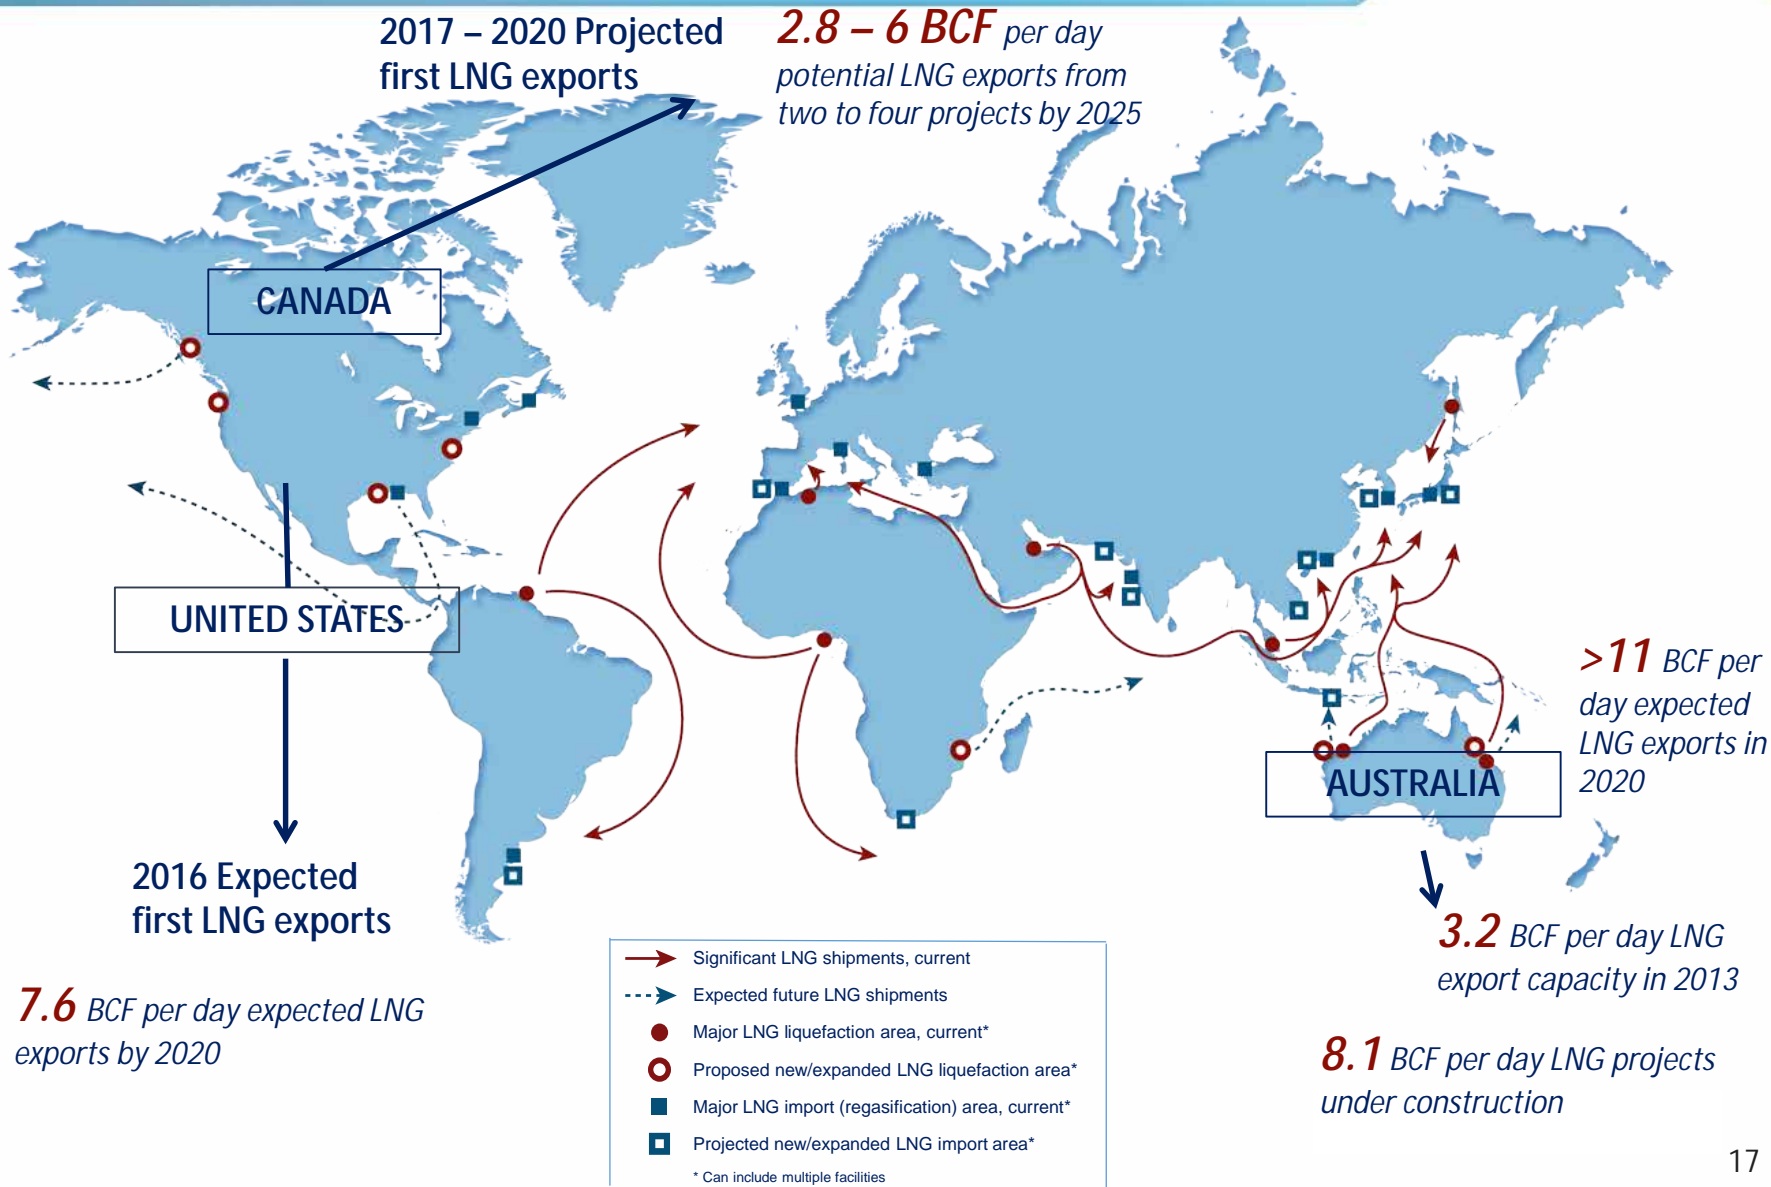 2017 – 2020 Projected
first LNG exports
2.8 – 6 BCF per day
potential LNG exports from
two to four projects by 2025
CANADA
UNITED STATES
>11 BCF per
day expected
LNG exports in
2020
AUSTRALIA
2016 Expected
first LNG exports
3.2 BCF per day LNG
export capacity in 2013
7.6 BCF per day expected LNG
exports by 2020
8.1 BCF per day LNG projects
under construction
Significant LNG shipments, current
Expected future LNG shipments
Major LNG liquefaction area, current*
Proposed new/expanded LNG liquefaction area*
Major LNG import (regasification) area, current*
Projected new/expanded LNG import area*
* Can include multiple facilities
17